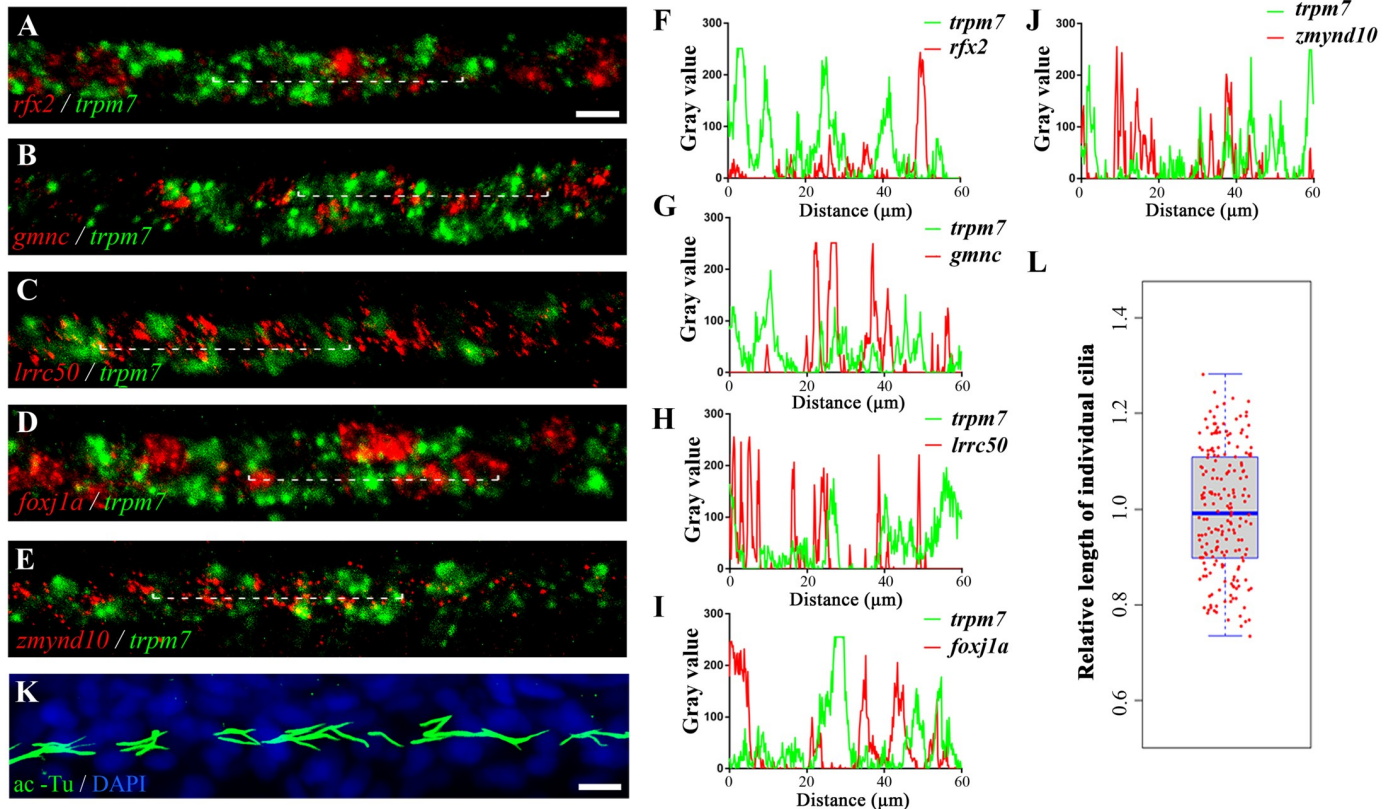 A
rfx2 / trpm7
B
gmnc / trpm7
C
lrrc50 / trpm7
D
foxj1a / trpm7
E
zmynd10 / trpm7
K
ac -Tu / DAPI
F
trpm7
rfx2
Gray value
300
200
100
0
0 20 40 60
Distance (μm)
G
trpm7
gmnc
Gray value
300
200
100
0
0 20 40 60
Distance (μm)
H
trpm7
lrrc50
Gray value
300
200
100
0
0 20 40 60
Distance (μm)
I
trpm7
foxj1a
Gray value
300
200
100
0
0 20 40 60
Distance (μm)
J
trpm7
zmynd10
Gray value
300
200
100
0
0 20 40 60
Distance (μm)
L
Relative length of individual cilia
1.4
1.2
1.0
0.8
0.6